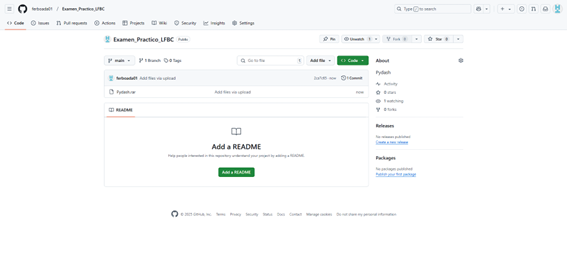 ferbozada01 / Examen_Practico_LFBC
Type / to search
Code Issues Pull requests Actions Projects Wiki Security Insights Settings
Examen_Practico_LFBC Public
Pin Unwatch 1 Fork 0 Star 0
main 1 Branch 0 Tags Go to file t Add file Code
ferbozada01 Add files via upload now 1 Commit
Pydash.rar Add files via upload now
README
Add a README
Help people interested in this repository understand your project by adding a README.
Add a README
About
Pydash
Activity
0 stars
1 watching
0 forks
Releases
No releases published
Create a new release
Packages
No packages published
Publish your first package
© 2025 GitHub, Inc. Terms Privacy Security Status Docs Contact Manage cookies Do not share my personal information